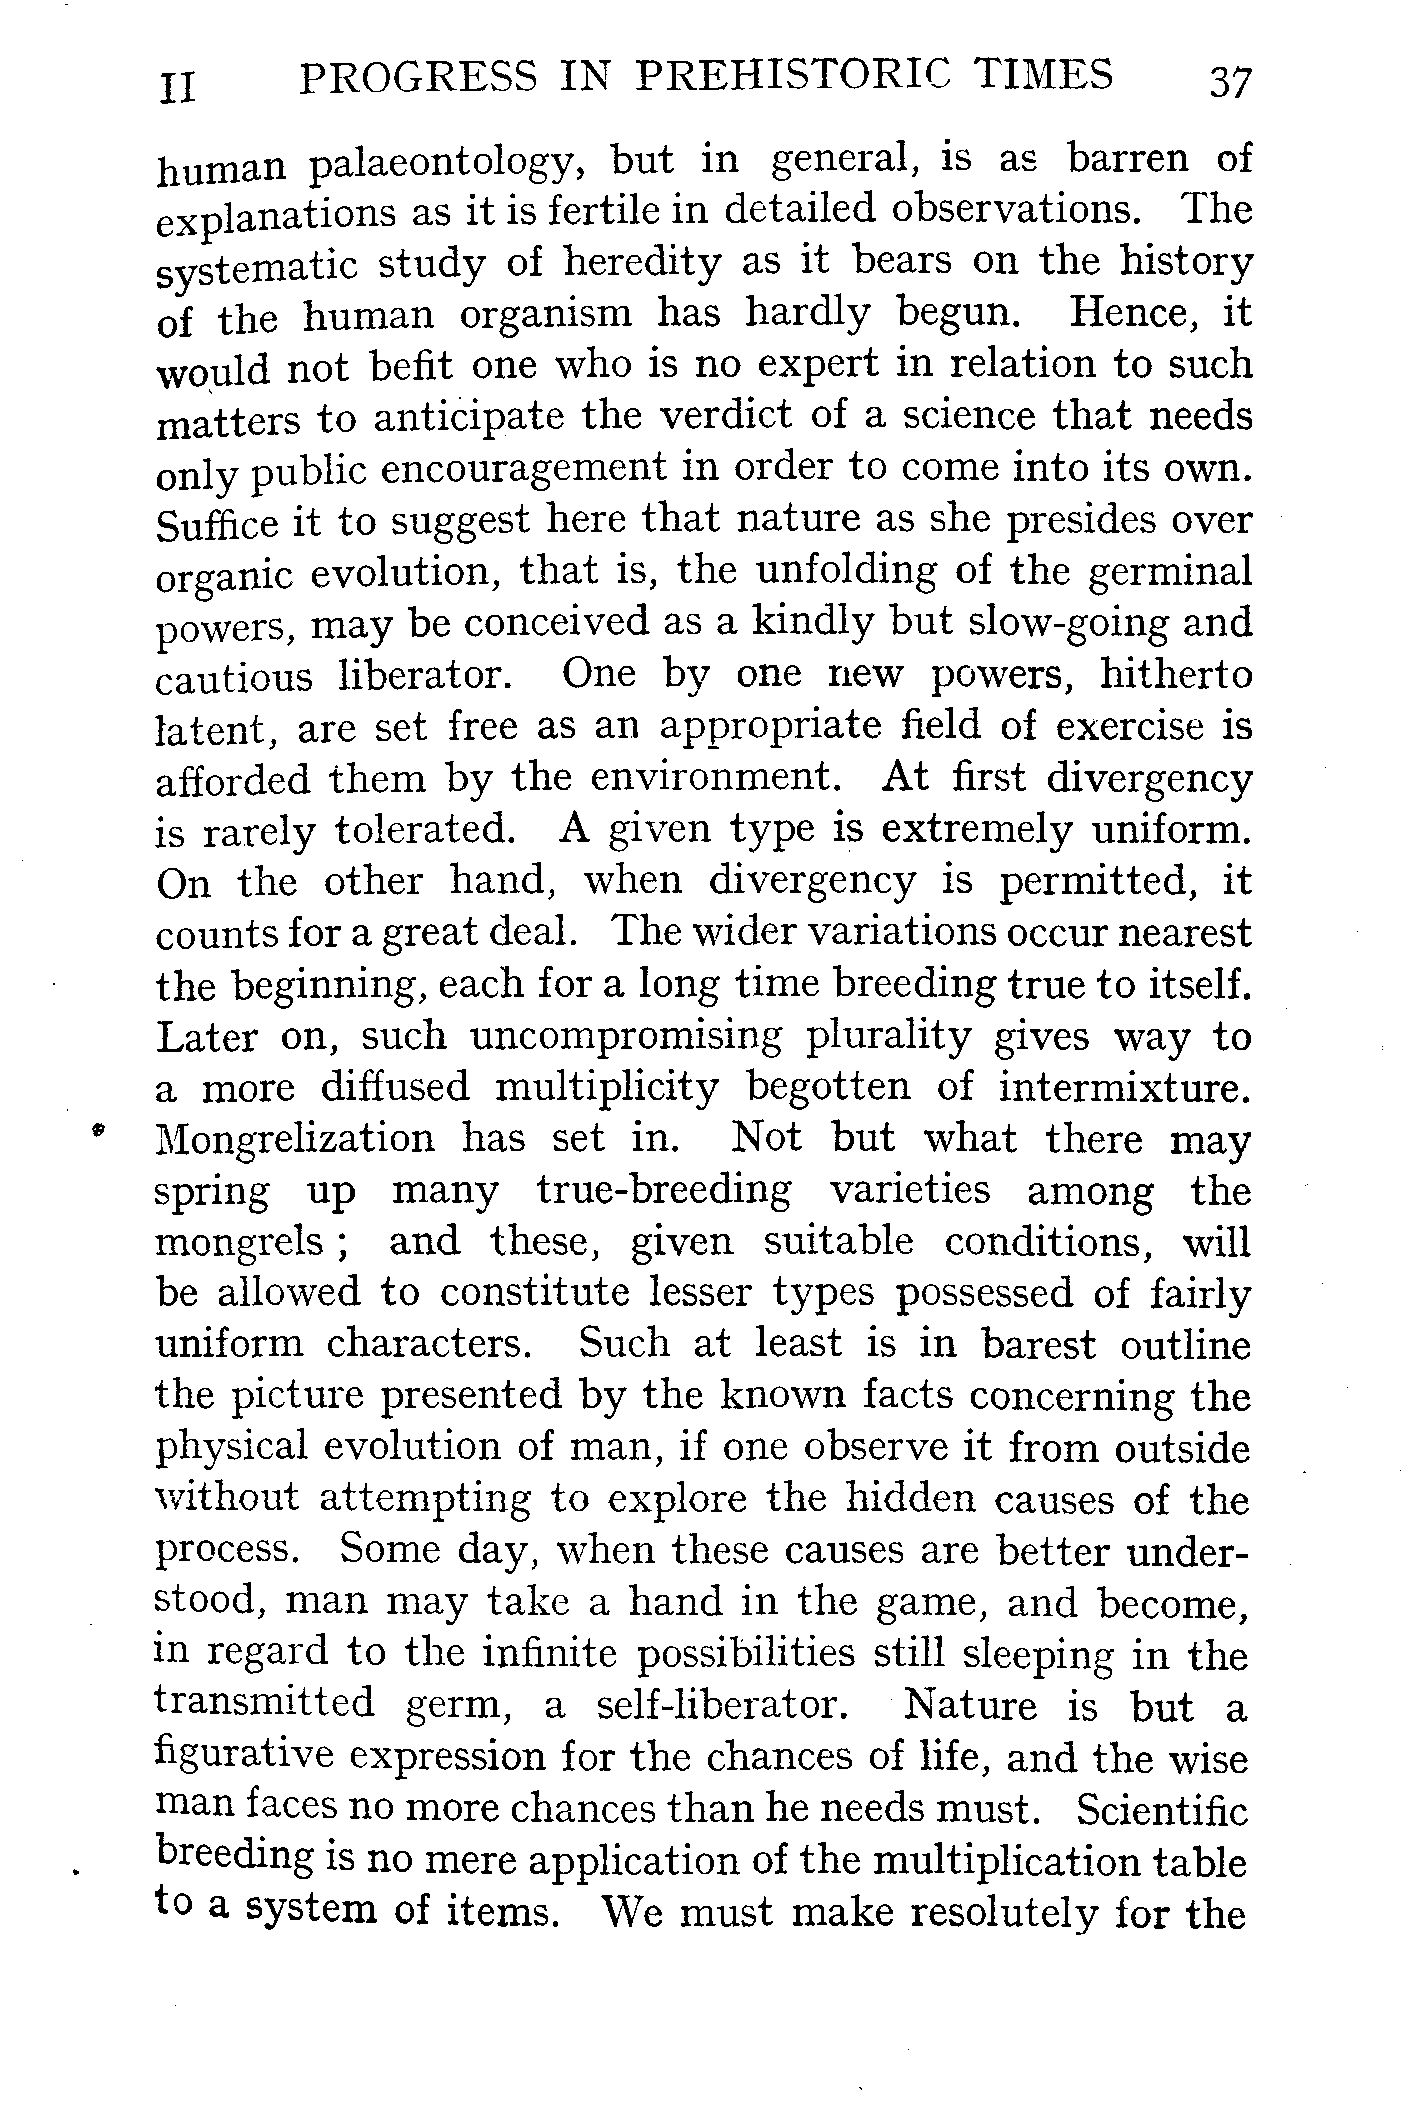 II PROGRESS IN PREHISTORIC TIMES 37
human palaeontology, but in general, is as barren of
explanations as it is fertile in detailed observations. The
systematic study of heredity as it bears on the history
of the human organism has hardly begun. Hence, it
would not befit one who is no expert in relation to such
matters to anticipate the verdict of a science that needs
only public encouragement in order to come into its own.
Suffice it to suggest here that nature as she presides over
organic evolution, that is, the unfolding of the germinal
powers, may be conceived as a kindly but slow-going and
cautious liberator. One by one new powers, hitherto
latent, are set free as an appropriate field of exercise is
afforded them by the environment. At first divergency
is rarely tolerated. A given type is extremely uniform.
On the other hand, when divergency is permitted, it
counts for a great deal. The wider variations occur nearest
the beginning, each for a long time breeding true to itself.
Later on, such uncompromising plurality gives way to
a more diffused multiplicity begotten of intermixture.
Mongrelization has set in. Not but what there may
spring up many true-breeding varieties among the
mongrels ; and these, given suitable conditions, will
be allowed to constitute lesser types possessed of fairly
uniform characters. Such at least is in barest outline
the picture presented by the known facts concerning the
physical evolution of man, if one observe it from outside
without attempting to explore the hidden causes of the
process. Some day, when these causes are better under-
stood, man may take a hand in the game, and become,
in regard to the infinite possibilities still sleeping in the
transmitted germ, a self-liberator. Nature is but a
figurative expression for the chances of life, and the wise
man faces no more chances than he needs must. Scientific
breeding is no mere application of the multiplication table
to a system of items. We must make resolutely for the